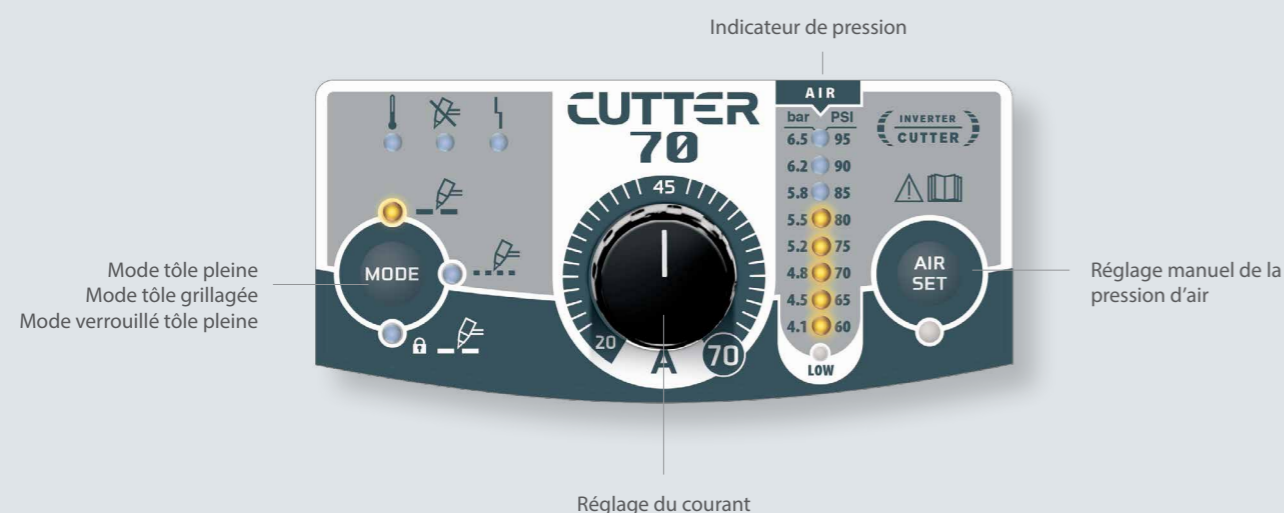 Indicateur de pression
AIR
bar PSI
6.5 95
6.2 90
5.8 85
5.5 80
5.2 75
4.8 70
4.5 65
4.1 60
LOW
CUTTER
70
45
20
A
70
INVERTER
CUTTER
MODE
AIR
SET
Mode tôle pleine
Mode tôle grillagée
Mode verrouillé tôle pleine
Réglage manuel de la
pression d'air
Réglage du courant